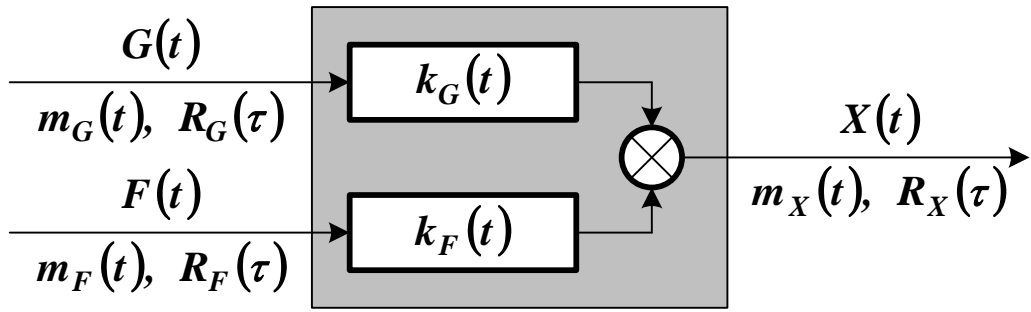 G(t)
k_G(t)
m_G(t), R_G(τ)
X(t)
F(t)
m_X(t), R_X(τ)
k_F(t)
m_F(t), R_F(τ)